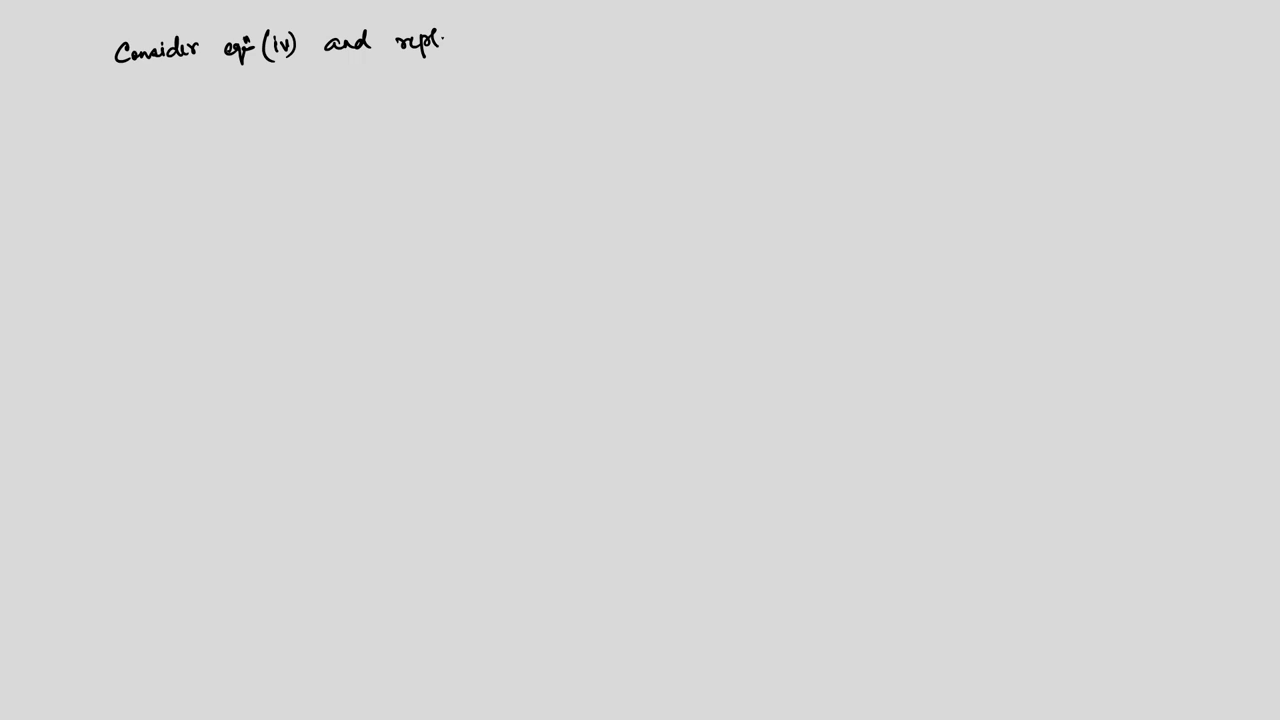 Consider eqⁿ (iv) and repl.